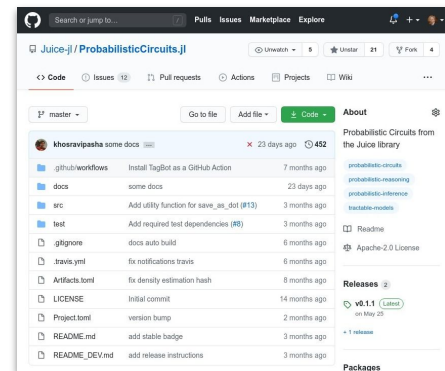 Search or jump to... / Pulls Issues Marketplace Explore
Juice-jl / ProbabilisticCircuits.jl Unwatch 5 Unstar 21 Fork 4
Code Issues 12 Pull requests Actions Projects Wiki ...
master Go to file Add file Code
khosravipasha some docs ... 23 days ago 452
.github/workflows Install TagBot as a GitHub Action 7 months ago
docs some docs 23 days ago
src Add utility function for save_as_dot (#13) 3 months ago
test Add required test dependencies (#8) 3 months ago
.gitignore docs auto build 6 months ago
.travis.yml fix notifications travis 6 months ago
Artifacts.toml fix density estimation hash 8 months ago
LICENSE Initial commit 14 months ago
Project.toml version bump 2 months ago
README.md add stable badge 3 months ago
README_DEV.md add release instructions 3 months ago
About
Probabilistic Circuits from
the Juice library
probabilistic-circuits
probabilistic-reasoning
probabilistic-inference
tractable-models
Readme
Apache-2.0 License
Releases 2
v0.1.1 Latest
on May 25
+ 1 release
Packages